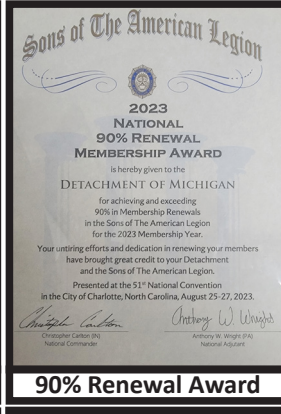 Sons of The American Legion
2023
NATIONAL
90% RENEWAL
MEMBERSHIP AWARD
is hereby given to the
DETACHMENT OF MICHIGAN
for achieving and exceeding
90% in Membership Renewals
in the Sons of The American Legion
for the 2023 Membership Year.
Your untiring efforts and dedication in renewing your members
have brought great credit to your Detachment
and the Sons of The American Legion.
Presented at the 51st National Convention
in the City of Charlotte, North Carolina, August 25-27, 2023.
Christopher Carlton Anthony W. Wright
Christopher Carlton (IN) Anthony W. Wright (PA)
National Commander National Adjutant
90% Renewal Award